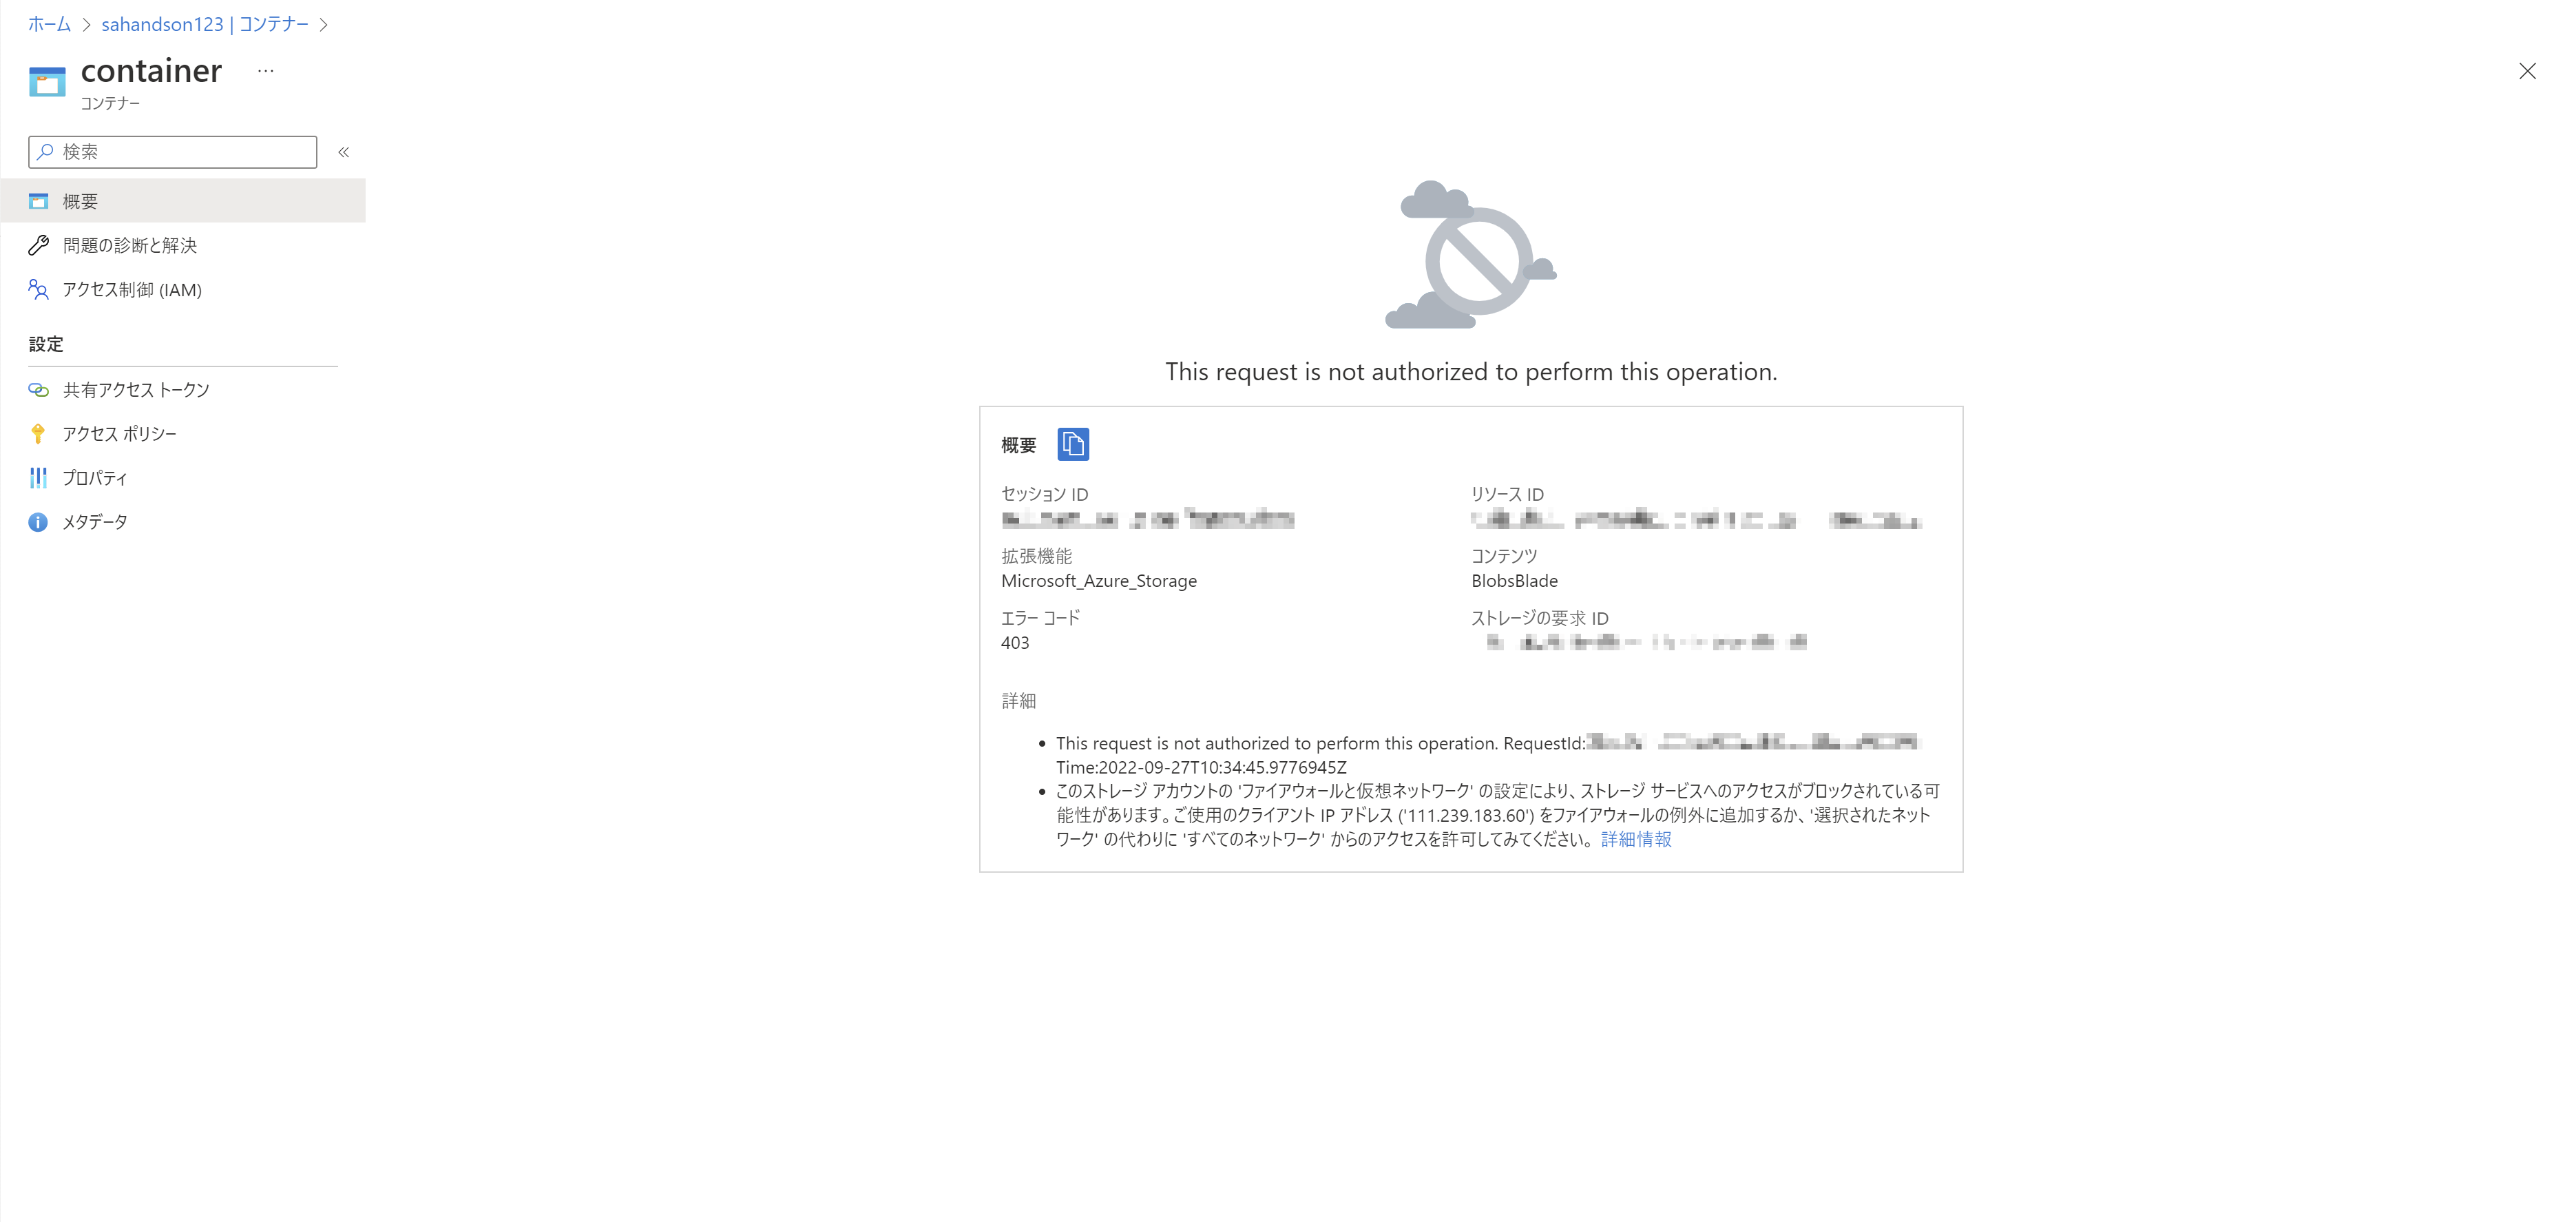 ホーム > sahandson123 | コンテナー >
container ...
コンテナー
検索
«
概要
問題の診断と解決
アクセス制御 (IAM)
設定
共有アクセス トークン
アクセス ポリシー
プロパティ
メタデータ
This request is not authorized to perform this operation.
概要
セッション ID
リソース ID
拡張機能
Microsoft_Azure_Storage
コンテンツ
BlobsBlade
エラー コード
403
ストレージの要求 ID
詳細
• This request is not authorized to perform this operation. RequestId:
Time:2022-09-27T10:34:45.9776945Z
• このストレージ アカウントの 'ファイアウォールと仮想ネットワーク' の設定により、ストレージ サービスへのアクセスがブロックされている可
能性があります。ご使用のクライアント IP アドレス ('111.239.183.60') をファイアウォールの例外に追加するか、'選択されたネット
ワーク' の代わりに 'すべてのネットワーク' からのアクセスを許可してみてください。 詳細情報